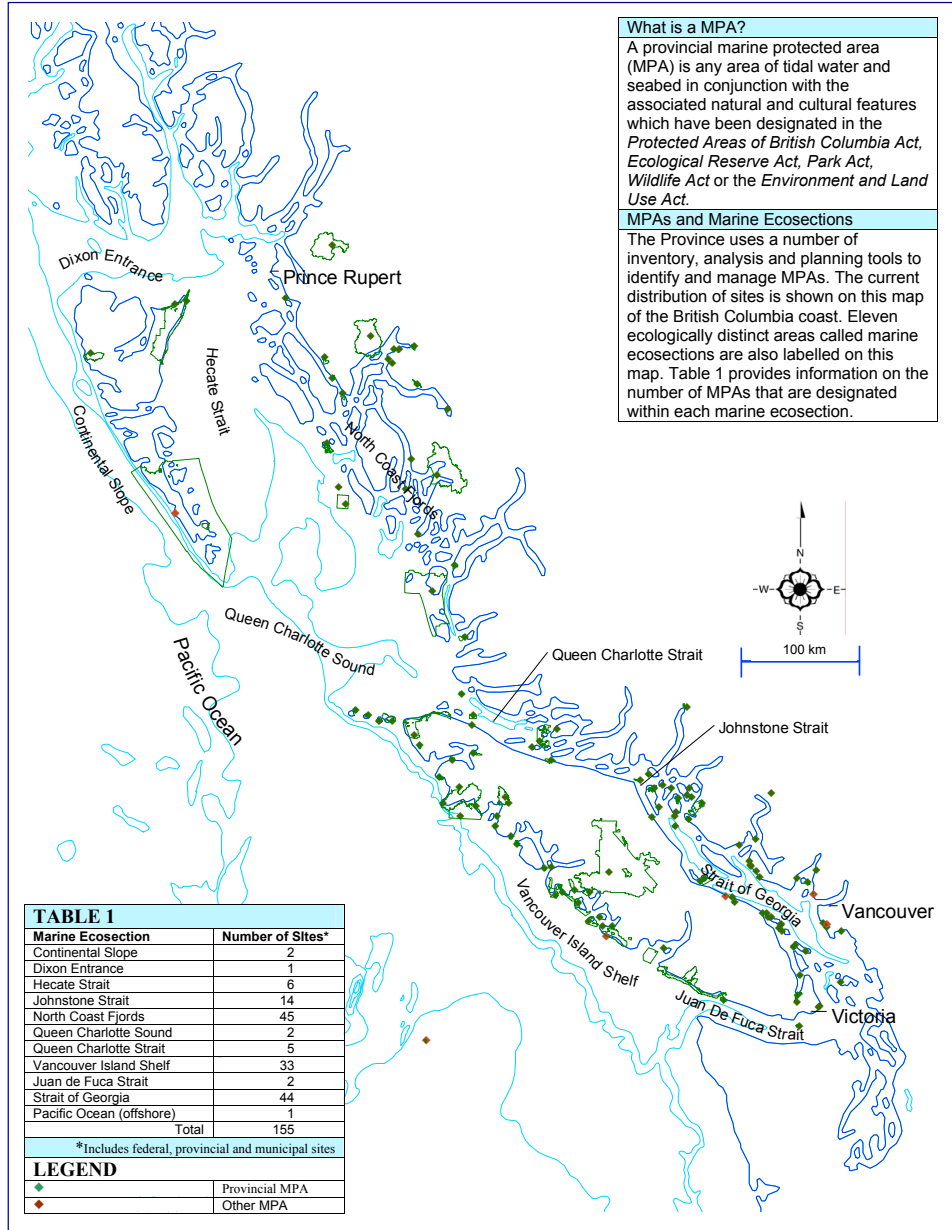 What is a MPA?
A provincial marine protected area
(MPA) is any area of tidal water and
seabed in conjunction with the
associated natural and cultural features
which have been designated in the
Protected Areas of British Columbia Act,
Ecological Reserve Act, Park Act,
Wildlife Act or the Environment and Land
Use Act.
MPAs and Marine Ecosections
The Province uses a number of
inventory, analysis and planning tools to
identify and manage MPAs. The current
distribution of sites is shown on this map
of the British Columbia coast. Eleven
ecologically distinct areas called marine
ecosections are also labelled on this
map. Table 1 provides information on the
number of MPAs that are designated
within each marine ecosection.
Dixon Entrance
Prince Rupert
Hecate Strait
Continental Slope
North Coast Fjords
N
W
E
S
100 km
Queen Charlotte Sound
Pacific Ocean
Queen Charlotte Strait
Johnstone Strait
Strait of Georgia
Vancouver
Vancouver Island Shelf
Juan De Fuca Strait
Victoria
TABLE 1
Marine Ecosection Number of SItes*
Continental Slope 2
Dixon Entrance 1
Hecate Strait 6
Johnstone Strait 14
North Coast Fjords 45
Queen Charlotte Sound 2
Queen Charlotte Strait 5
Vancouver Island Shelf 33
Juan de Fuca Strait 2
Strait of Georgia 44
Pacific Ocean (offshore) 1
Total 155
*Includes federal, provincial and municipal sites
LEGEND
Provincial MPA
Other MPA